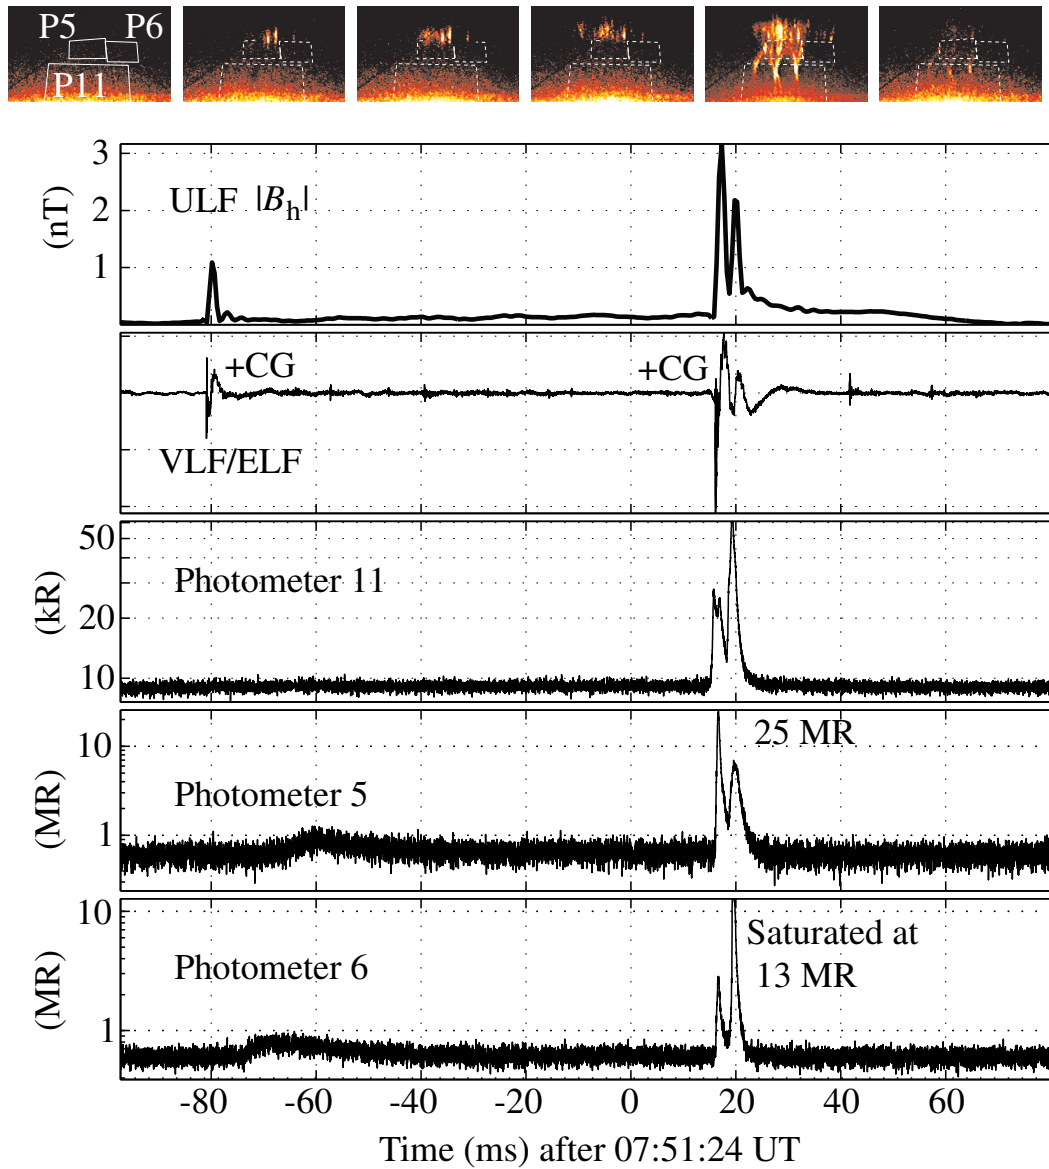 P5 P6
P11
3
2
1
(nT)
ULF |Bh|
+CG
+CG
VLF/ELF
50
20
10
(kR)
Photometer 11
10
1
(MR)
Photometer 5
25 MR
10
1
(MR)
Photometer 6
Saturated at
13 MR
-80 -60 -40 -20 0 20 40 60
Time (ms) after 07:51:24 UT